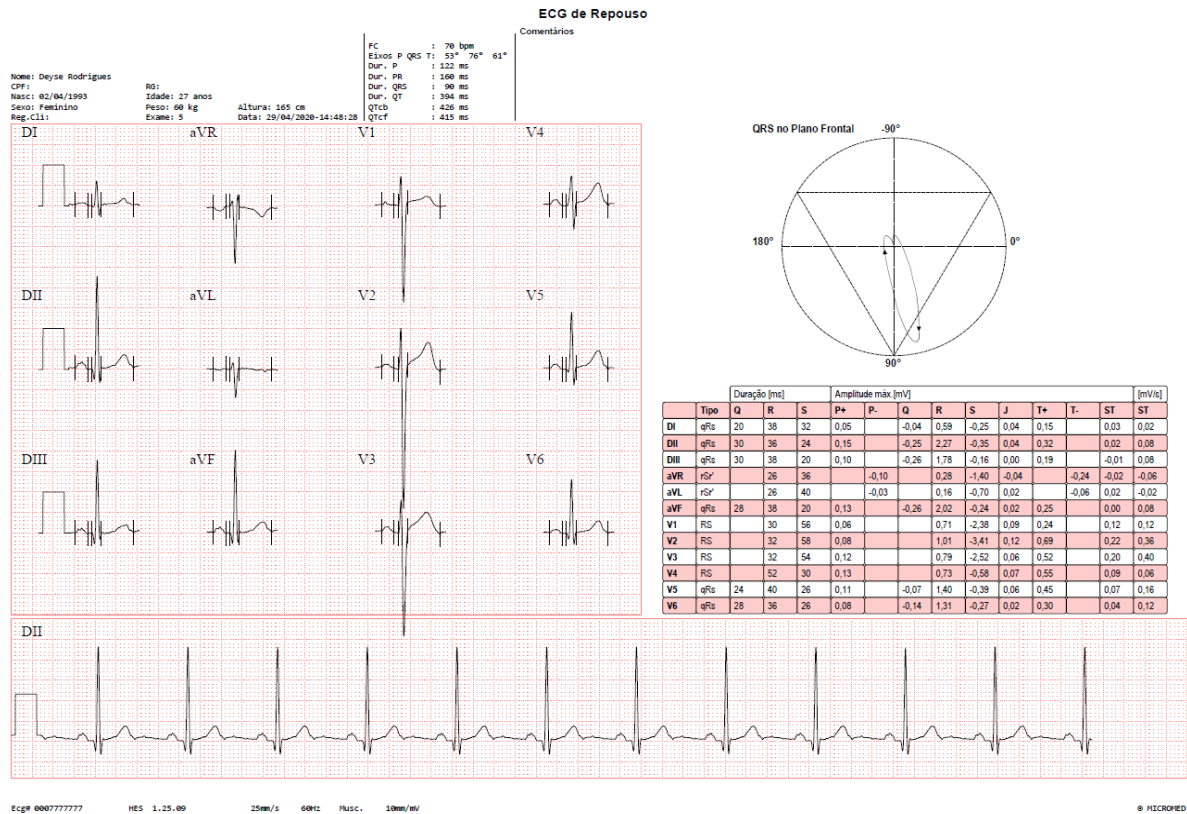 ECG de Repouso
Comentários
FC : 70 bpm
Eixos P QRS T: 53° 76° 61°
Dur. P : 122 ms
Dur. PR : 160 ms
Dur. QRS : 90 ms
Dur. QT : 394 ms
QTcb : 426 ms
QTcf : 415 ms
Nome: Deyse Rodrigues
CPF: RG:
Nasc: 02/04/1993 Idade: 27 anos
Sexo: Feminino Peso: 60 kg Altura: 165 cm
Reg.Cli: Exame: 5 Data: 29/04/2020-14:48:28
DI aVR V1 V4
DII aVL V2 V5
DIII aVF V3 V6
DII
QRS no Plano Frontal
-90°
180°
0°
90°
Duração [ms] Amplitude máx.[mV] [mV/s]
Tipo Q R S P+ P- Q R S J T+ T- ST ST
DI qRs 20 38 32 0,05 -0,04 0,59 -0,25 0,04 0,15 0,03 0,02
DII qRs 30 36 24 0,15 -0,25 2,27 -0,35 0,04 0,32 0,02 0,08
DIII qRs 30 38 20 0,10 -0,26 1,78 -0,16 0,00 0,19 -0,01 0,08
aVR rSr' 26 36 -0,10 0,28 -1,40 -0,04 -0,24 -0,02 -0,06
aVL rSr' 26 40 -0,03 0,16 -0,70 0,02 -0,06 0,02 -0,02
aVF qRs 28 38 20 0,13 -0,26 2,02 -0,24 0,02 0,25 0,00 0,08
V1 RS 30 56 0,06 0,71 -2,38 0,09 0,24 0,12 0,12
V2 RS 32 58 0,08 1,01 -3,41 0,12 0,69 0,22 0,36
V3 RS 32 54 0,12 0,79 -2,52 0,06 0,52 0,20 0,40
V4 RS 52 30 0,13 0,73 -0,58 0,07 0,55 0,09 0,06
V5 qRs 24 40 26 0,11 -0,07 1,40 -0,39 0,06 0,45 0,07 0,16
V6 qRs 28 36 26 0,08 -0,14 1,31 -0,27 0,02 0,30 0,04 0,12
Ecg# 0007777777 HES 1.25.09 25mm/s 60Hz Musc. 10mm/mV © MICROMED